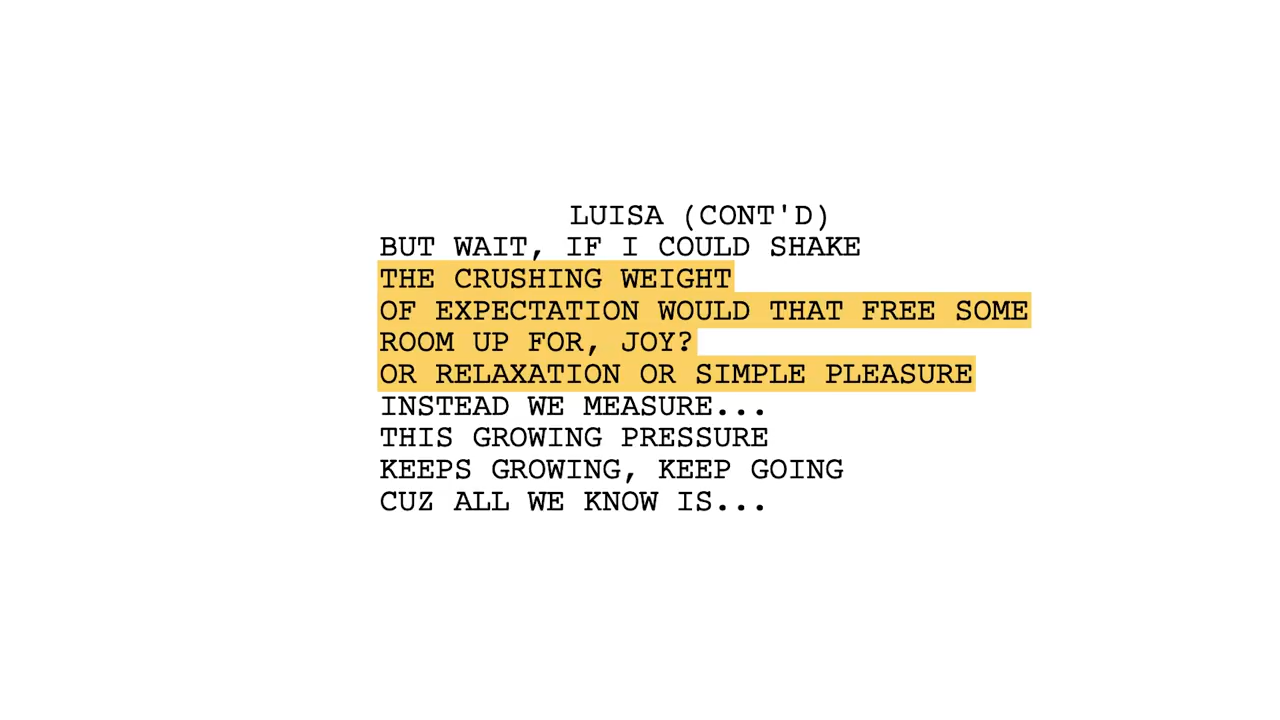 LUISA (CONT'D)
BUT WAIT, IF I COULD SHAKE
THE CRUSHING WEIGHT
OF EXPECTATION WOULD THAT FREE SOME
ROOM UP FOR, JOY?
OR RELAXATION OR SIMPLE PLEASURE
INSTEAD WE MEASURE...
THIS GROWING PRESSURE
KEEPS GROWING, KEEP GOING
CUZ ALL WE KNOW IS...